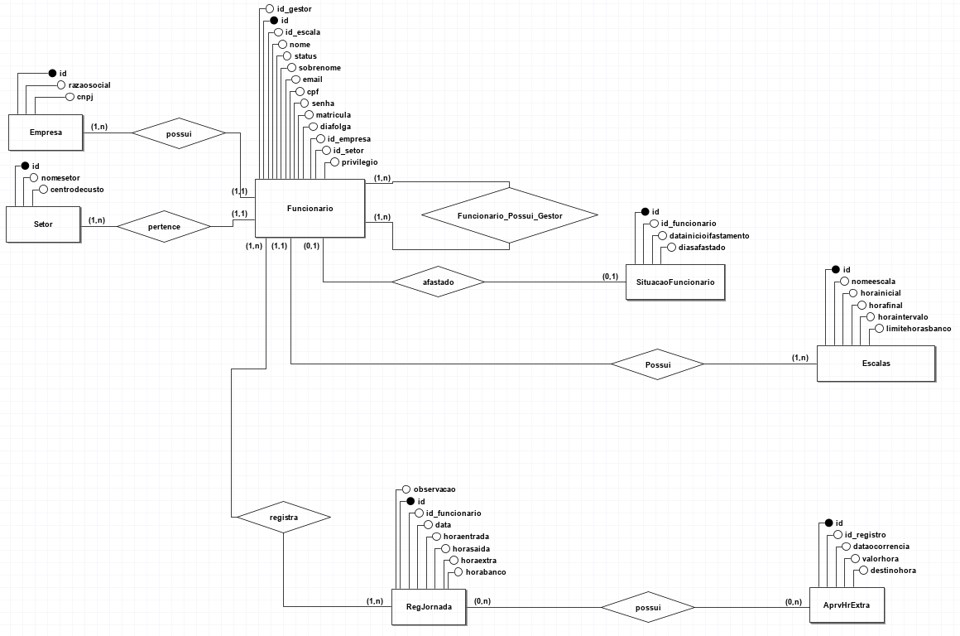 id_gestor
id
id_escala
nome
status
sobrenome
email
cpf
senha
matricula
diafolga
id_empresa
id_setor
privilegio
id
razaosocial
cnpj
Empresa
(1,n)
possui
(1,1)
id
nomesetor
centrodecusto
Setor
(1,n)
pertence
(1,1)
Funcionario
(1,n)
(1,n)
Funcionario_Possui_Gestor
(1,n)
(1,1)
(0,1)
afastado
(0,1)
id
id_funcionario
datainicioifastamento
diasafastado
SituacaoFuncionario
id
nomeescala
horainicial
horafinal
horaintervalo
limitehorasbanco
Escalas
(1,n)
Possui
registra
observacao
id
id_funcionario
data
horaentrada
horasaida
horaextra
horabanco
(1,n)
RegJornada
(0,n)
possui
(0,n)
id
id_registro
dataocorrencia
valorhora
destinohora
AprvHrExtra